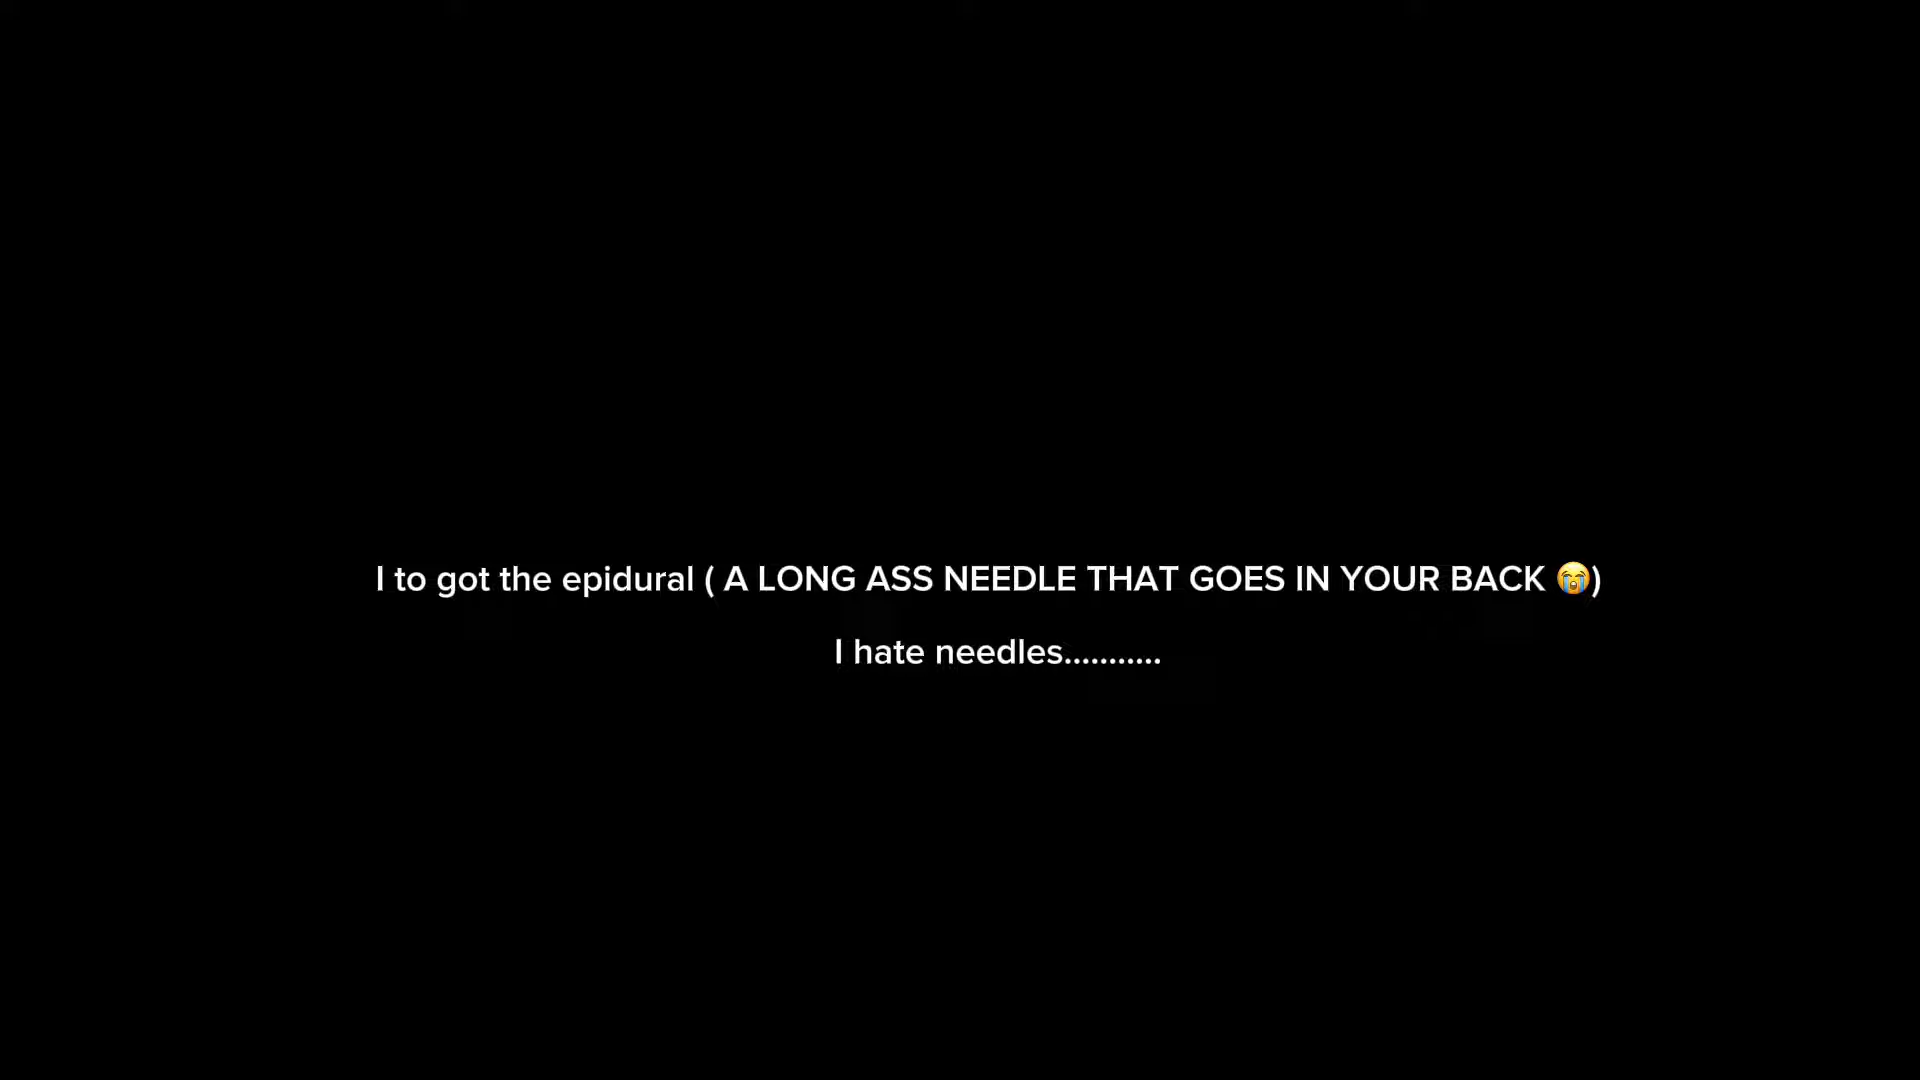 I to got the epidural ( A LONG ASS NEEDLE THAT GOES IN YOUR BACK 😭)
I hate needles...........